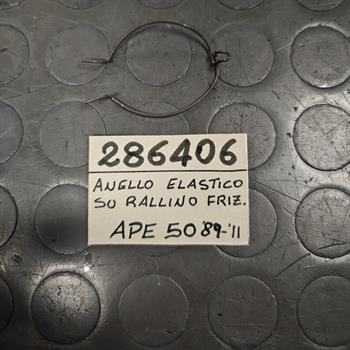 286406
ANELLO ELASTICO
SU RALLINO FRIZ.
APE 50 '89-'11